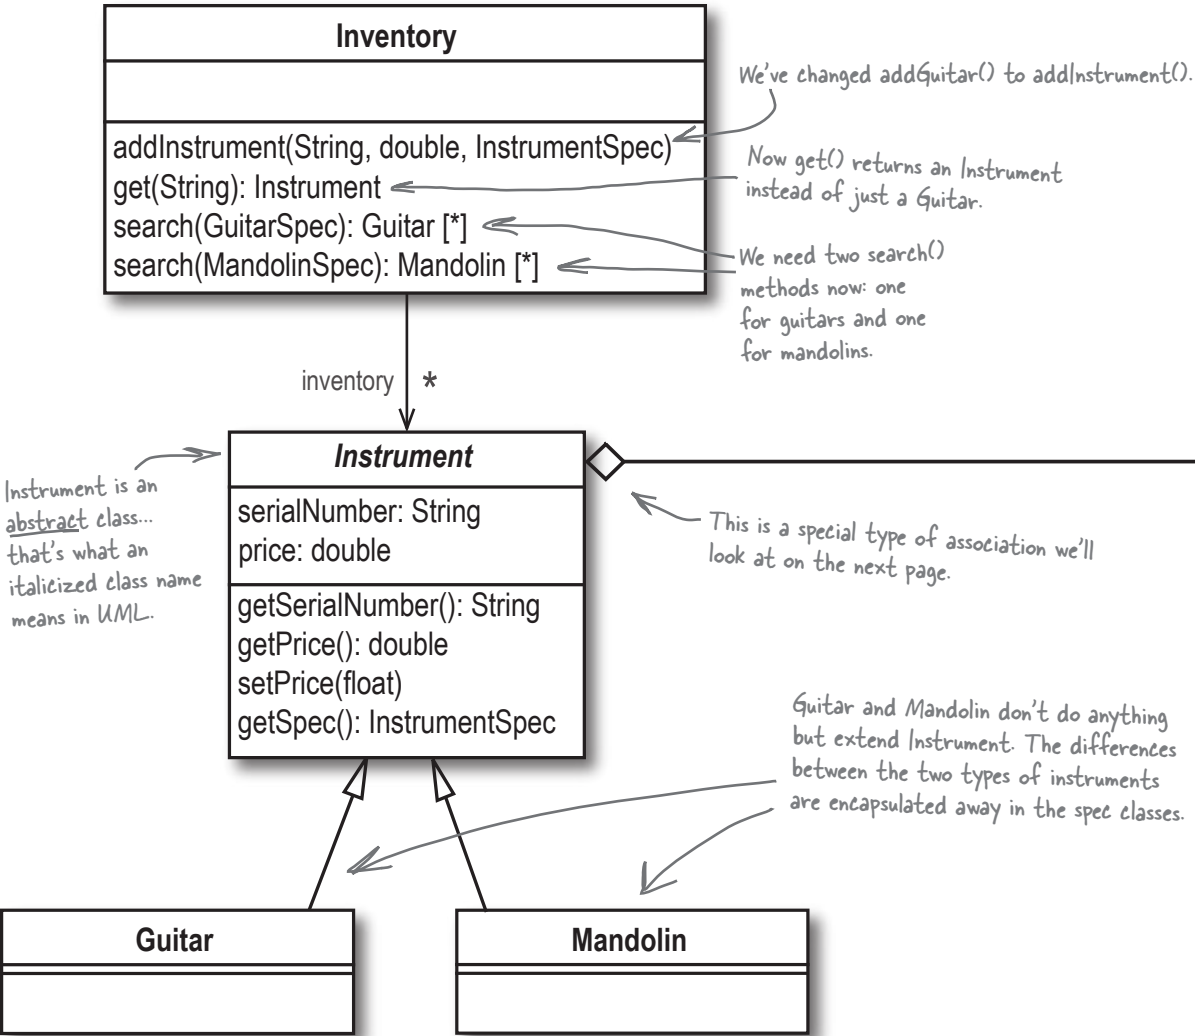 Inventory
We've changed addGuitar() to addInstrument().
addInstrument(String, double, InstrumentSpec)
get(String): Instrument
search(GuitarSpec): Guitar [*]
search(MandolinSpec): Mandolin [*]
Now get() returns an Instrument
instead of just a Guitar.
We need two search()
methods now: one
for guitars and one
for mandolins.
inventory *
Instrument
serialNumber: String
price: double
getSerialNumber(): String
getPrice(): double
setPrice(float)
getSpec(): InstrumentSpec
Instrument is an
abstract class...
that's what an
italicized class name
means in UML.
This is a special type of association we'll
look at on the next page.
Guitar and Mandolin don't do anything
but extend Instrument. The differences
between the two types of instruments
are encapsulated away in the spec classes.
Guitar
Mandolin